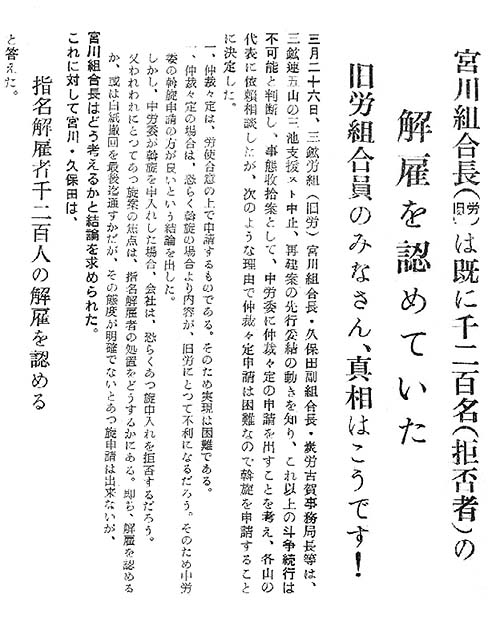 宮川組合長(旧労)は既に千二百名(拒否者)の
解雇を認めていた
旧労組合員のみなさん、真相はこうです!
三月二十六日、三鉱労組(旧労)宮川組合長・久保田副組合長・炭労古賀事務局長等は、
三鉱連五山の三池支援スト中止、再建案の先行妥結の動きを知り、これ以上の斗争続行は
不可能と判断し、事態收拾案として、中労委に仲裁々定の申請を出すことを考え、各山の
代表に依頼相談したが、次のような理由で仲裁々定申請は困難なので斡旋を申請すること
に決定した。
一、仲裁々定は、労使合意の上で申請するものである。そのため実現は困難である。
一、仲裁々定の場合は、恐らく斡旋の場合より内容が、旧労にとつて不利になるだろう。そのため中労
委の斡旋申請の方が良いという結論を出した。
しかし、中労委が斡旋を申入れした場合、会社は、恐らくあつ旋申入れを拒否するだろう。
又われわれにとつてあつ旋案の焦点は、指名解雇者の処置をどうするかにある。即ち、解雇を認める
か、或は白紙撤回を最後迄通すかだが、その態度が明確でないとあつ旋申請は出来ないが、
宮川組合長はどう考えるかと結論を求められた。
これに対して宮川・久保田は、
指名解雇者千二百人の解雇を認める
と答えた。